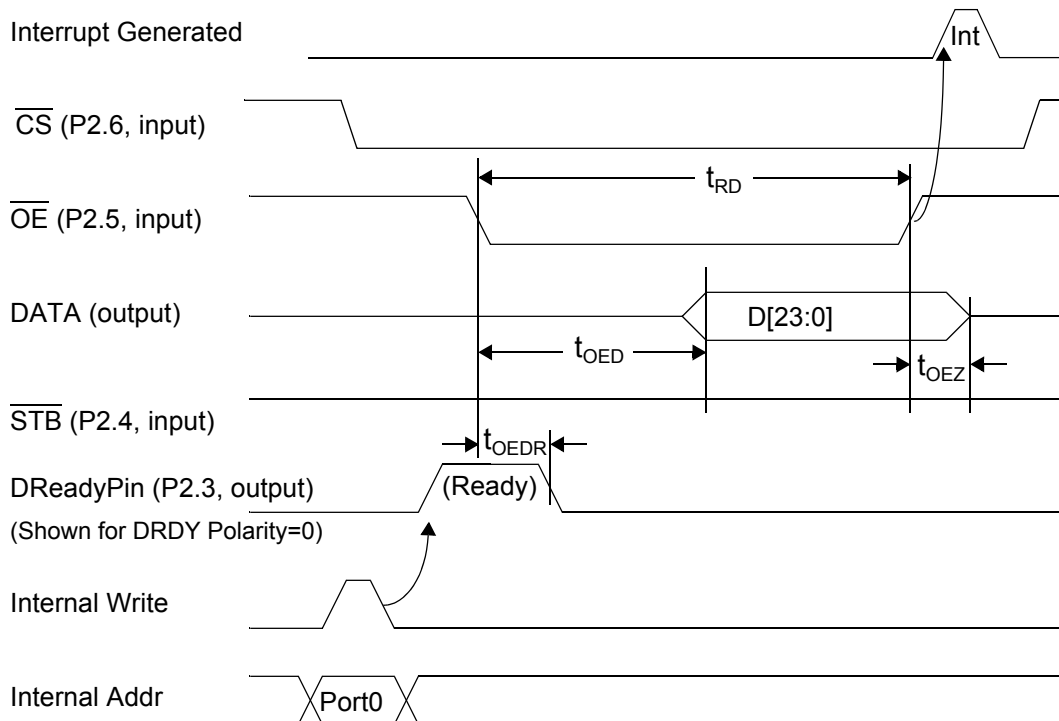 Interrupt Generated
Int
CS (P2.6, input)
tRD
OE (P2.5, input)
DATA (output)
D[23:0]
tOED
tOEZ
STB (P2.4, input)
tOEDR
DReadyPin (P2.3, output)
(Ready)
(Shown for DRDY Polarity=0)
Internal Write
Internal Addr
Port0